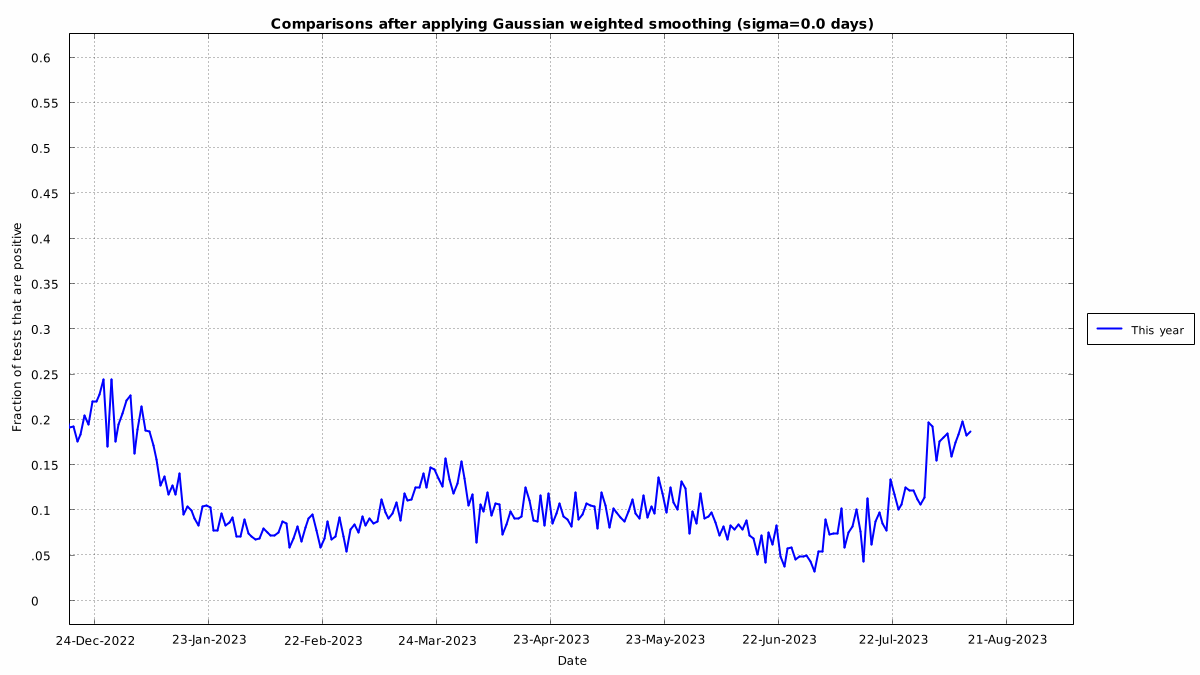 Comparisons after applying Gaussian weighted smoothing (sigma=0.0 days)
0.6
0.55
0.5
0.45
0.4
0.35
0.3
0.25
0.2
0.15
0.1
.05
0
Fraction of tests that are positive
This year
24-Dec-2022 23-Jan-2023 22-Feb-2023 24-Mar-2023 23-Apr-2023 23-May-2023 22-Jun-2023 22-Jul-2023 21-Aug-2023
Date